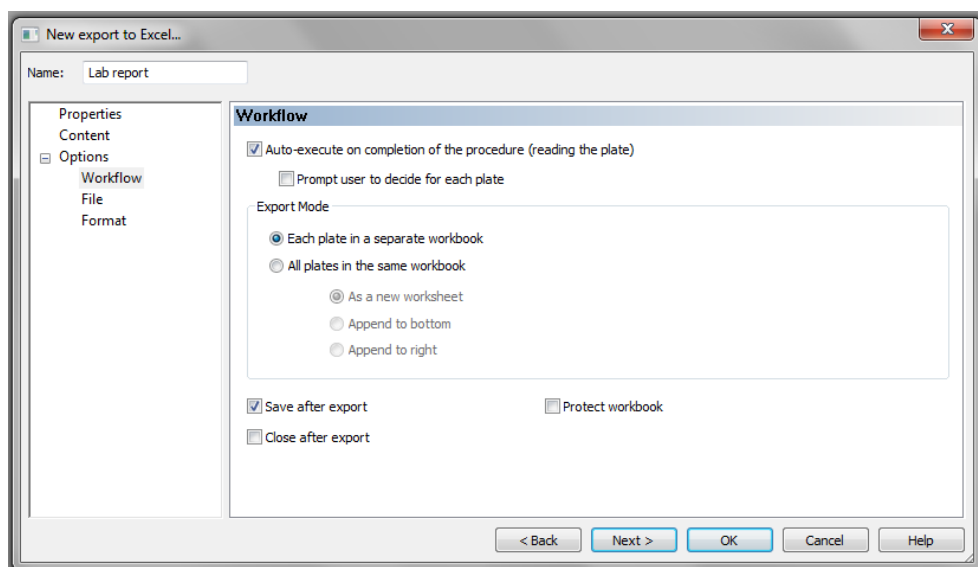 New export to Excel...
Name: Lab report
Properties
Content
Options
Workflow
File
Format
Workflow
Auto-execute on completion of the procedure (reading the plate)
Prompt user to decide for each plate
Export Mode
Each plate in a separate workbook
All plates in the same workbook
As a new worksheet
Append to bottom
Append to right
Save after export Protect workbook
Close after export
< Back Next > OK Cancel Help